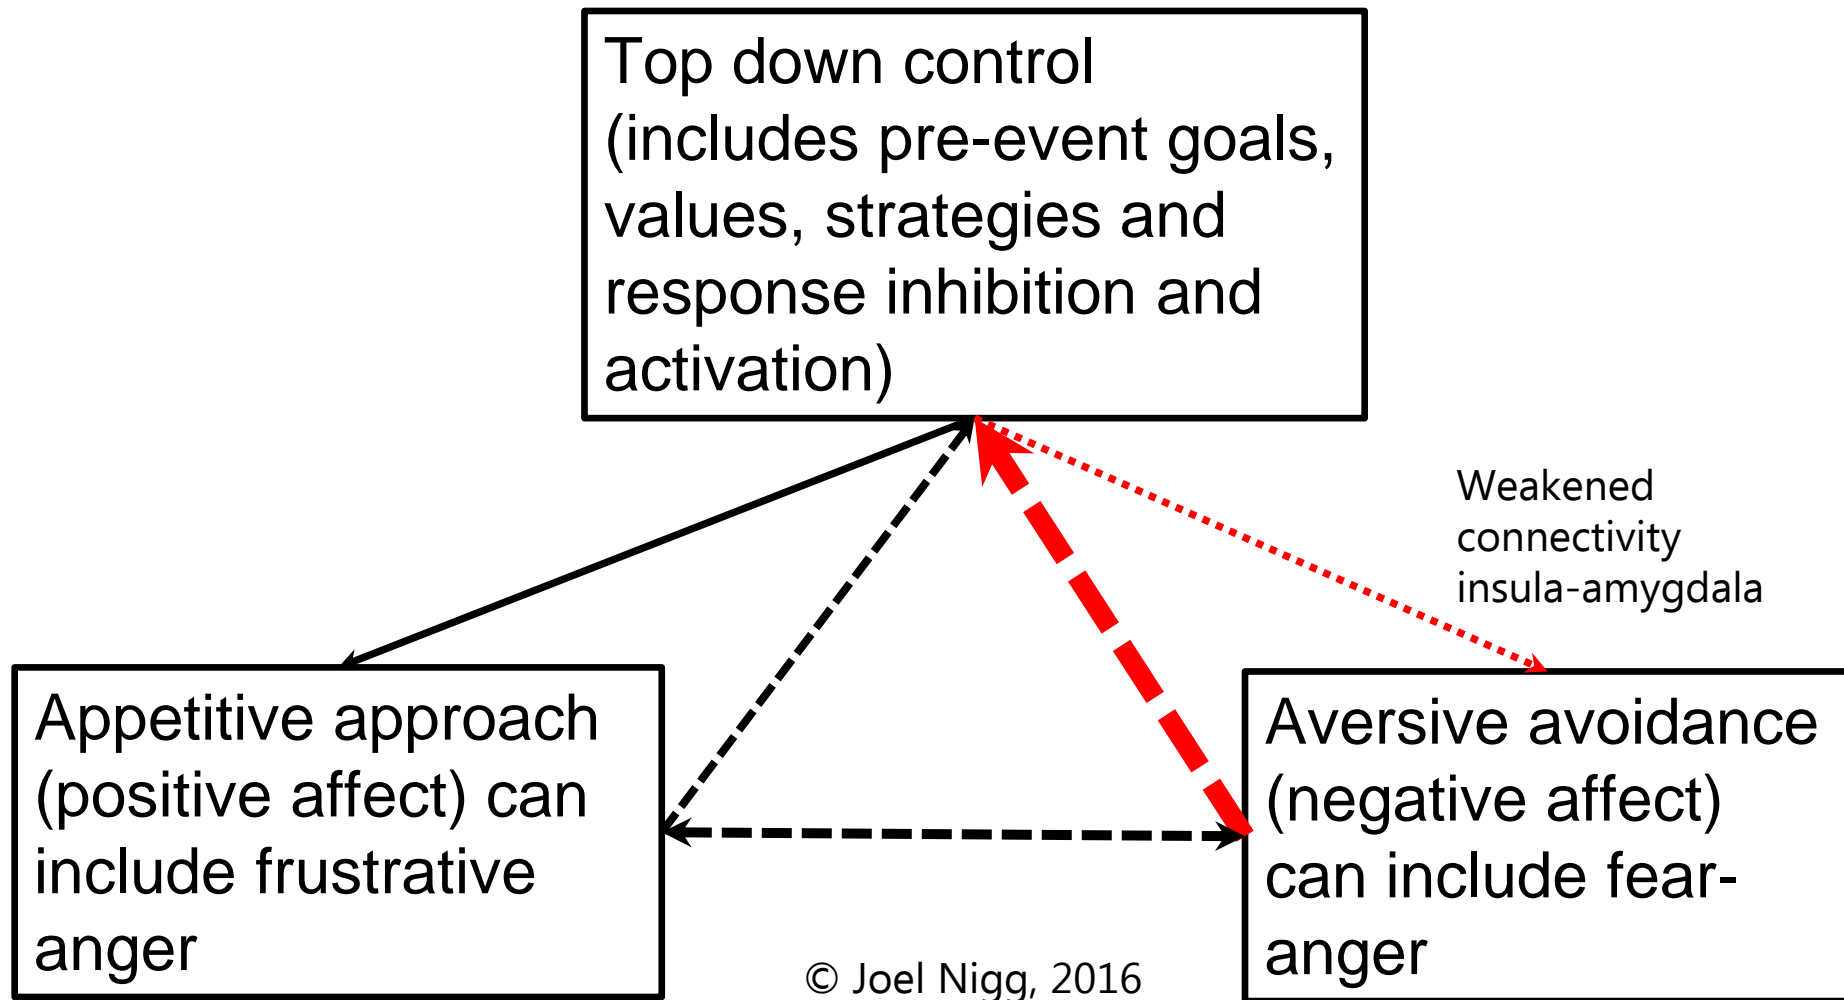 Top down control
(includes pre-event goals,
values, strategies and
response inhibition and
activation)
Weakened
connectivity
insula-amygdala
Appetitive approach
(positive affect) can
include frustrative
anger
Aversive avoidance
(negative affect)
can include fear-
anger
© Joel Nigg, 2016